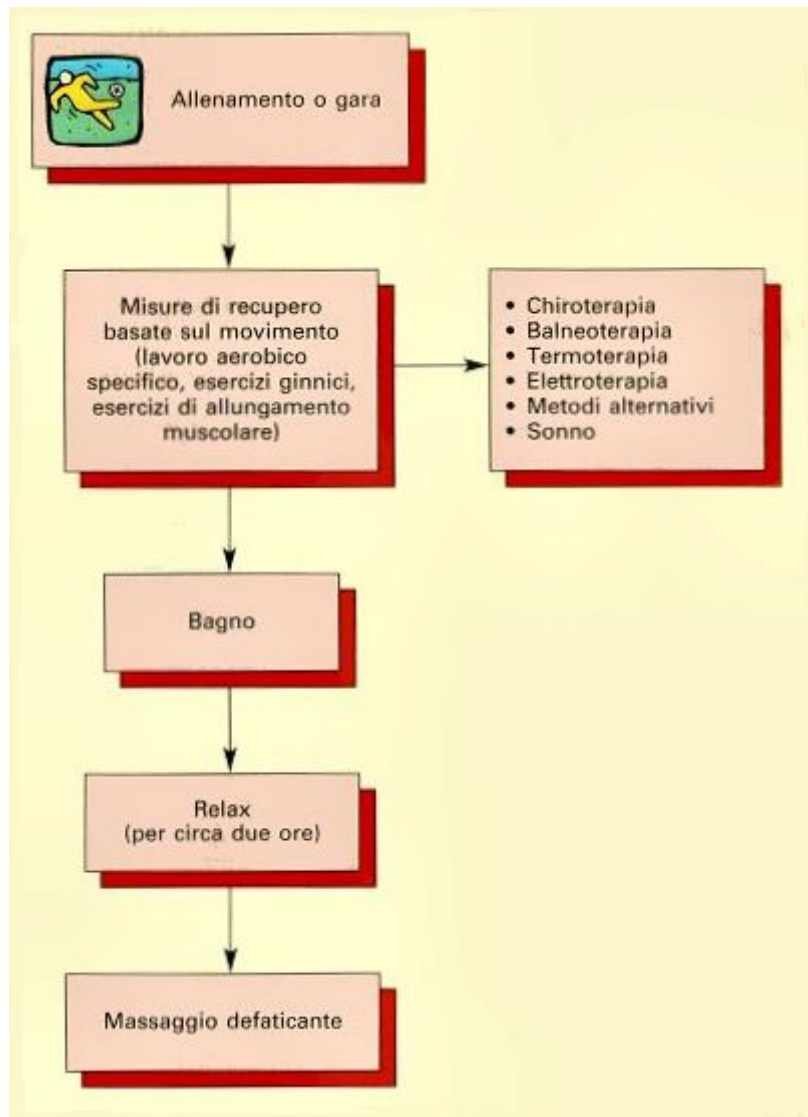 Allenamento o gara
Misure di recupero
basate sul movimento
(lavoro aerobico
specifico, esercizi ginnici,
esercizi di allungamento
muscolare)
• Chiroterapia
• Balneoterapia
• Termoterapia
• Elettroterapia
• Metodi alternativi
• Sonno
Bagno
Relax
(per circa due ore)
Massaggio defaticante